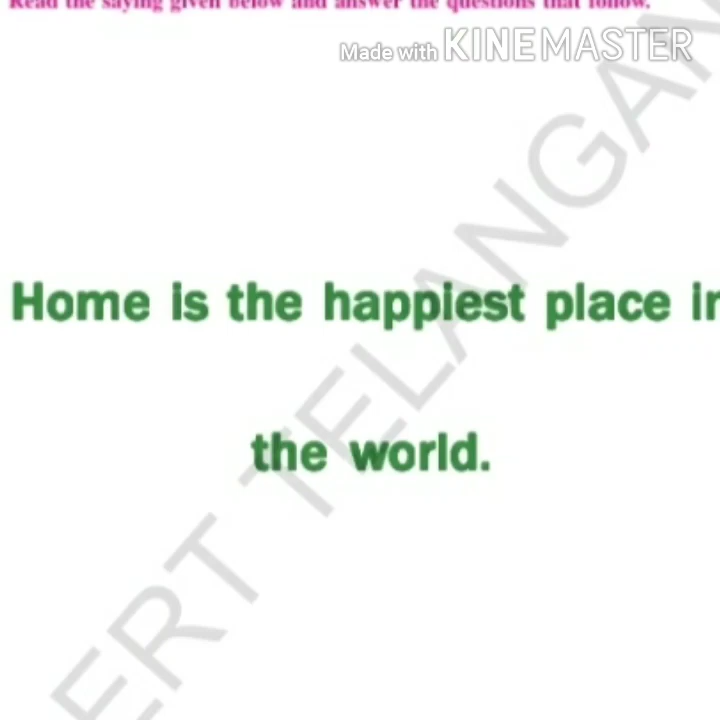 Read the saying given below and answer the questions that follow.
Made with KINEMASTER
Home is the happiest place in
the world.
ERT TELANGAN